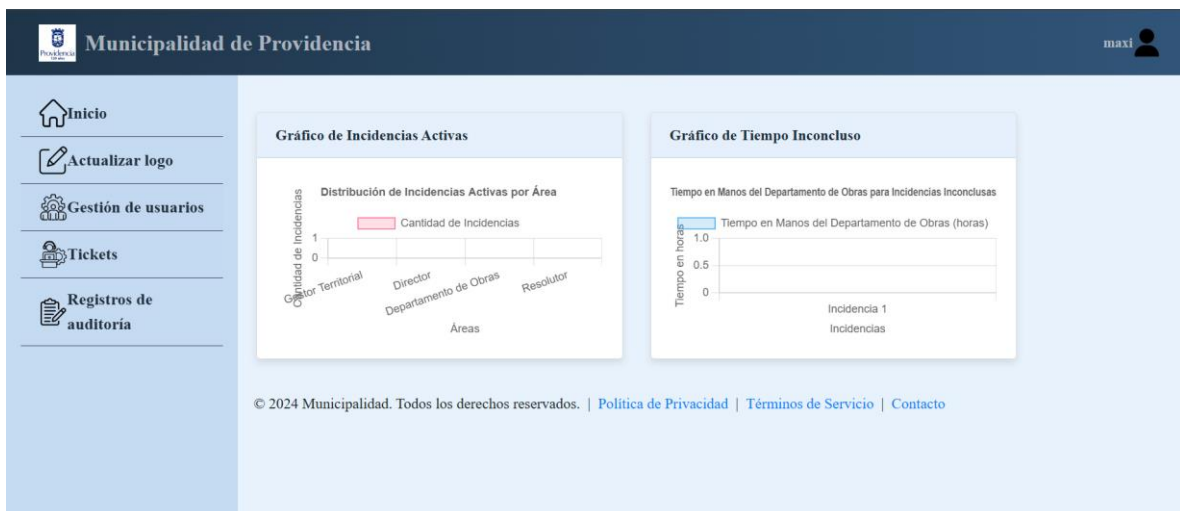 Providencia
Municipalidad de Providencia
maxi
Inicio
Actualizar logo
Gestión de usuarios
Tickets
Registros de
auditoría
Gráfico de Incidencias Activas
Distribución de Incidencias Activas por Área
Cantidad de Incidencias
Cantidad de Incidencias
1
0
Gestor Territorial
Director
Departamento de Obras
Resolutor
Áreas
Gráfico de Tiempo Inconcluso
Tiempo en Manos del Departamento de Obras para Incidencias Inconclusas
Tiempo en Manos del Departamento de Obras (horas)
Tiempo en horas
1.0
0.5
0
Incidencia 1
Incidencias
© 2024 Municipalidad. Todos los derechos reservados. | Política de Privacidad | Términos de Servicio | Contacto